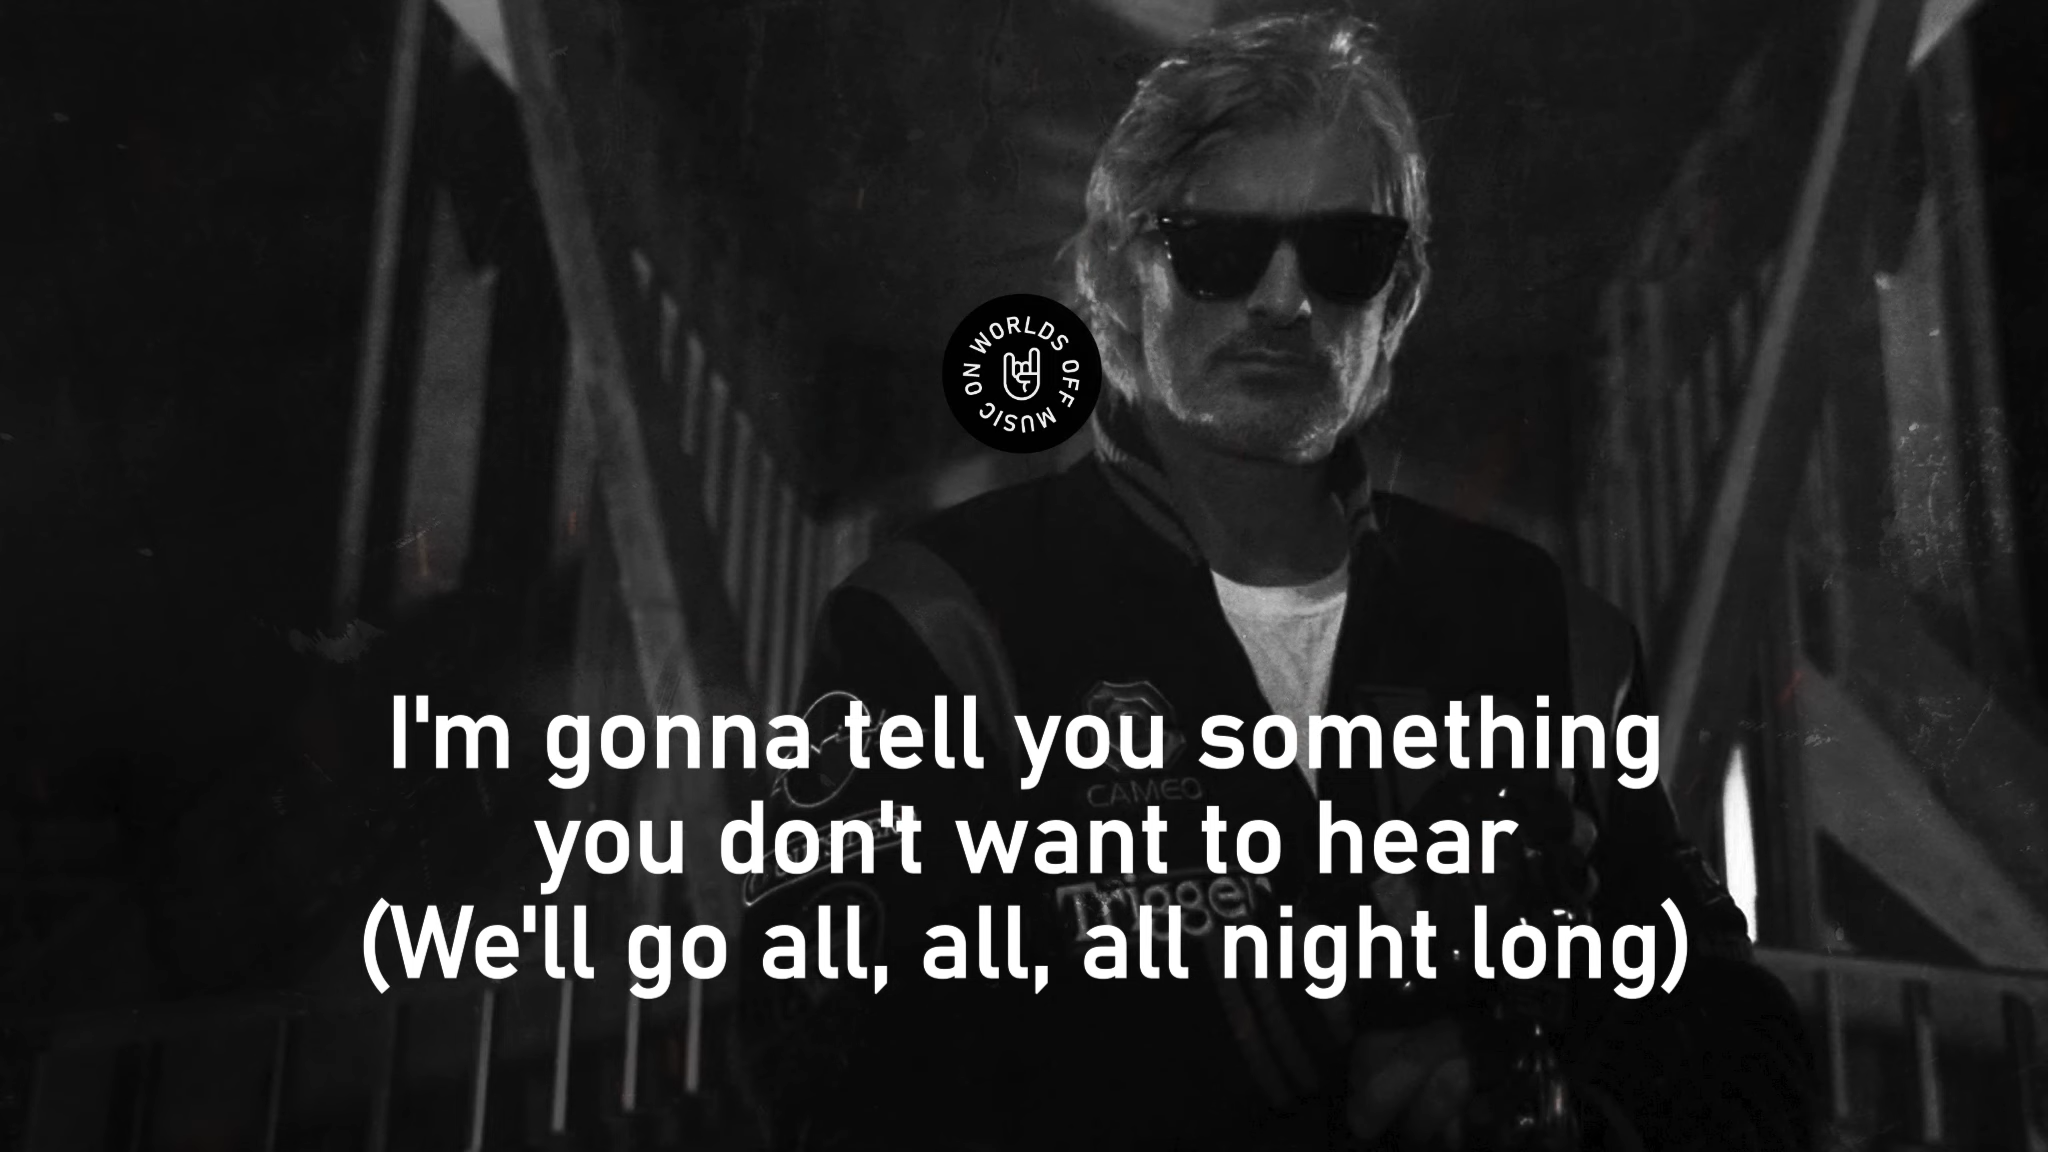 WORLDS OFF MUSIC ON
I'm gonna tell you something
CAMEO
you don't want to hear
Trigger
(We'll go all, all, all night long)